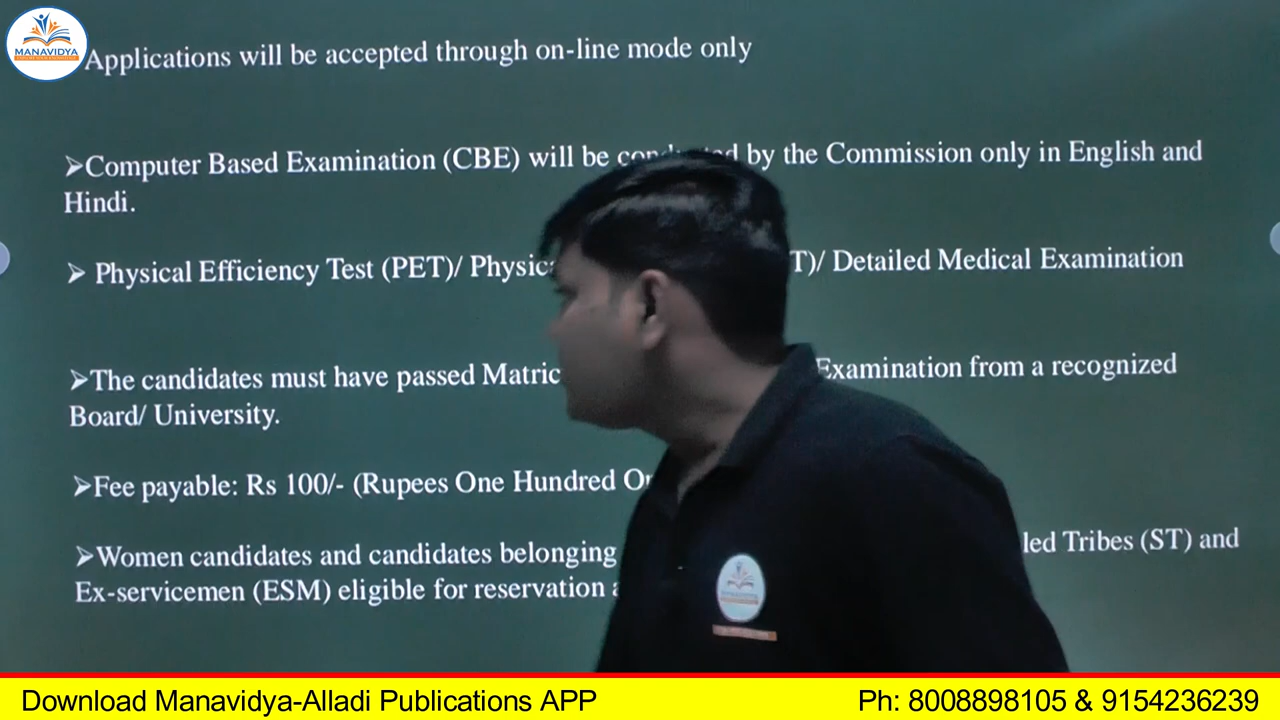 MANAVIDYA
Applications will be accepted through on-line mode only
➢Computer Based Examination (CBE) will be conducted by the Commission only in English and
Hindi.
➢ Physical Efficiency Test (PET)/ T)/ Detailed Medical Examination
➢The candidates must have passed Examination from a recognized
Board/ University.
➢Fee payable: Rs 100/- (Rupees One Hundred
➢Women candidates and candidates belonging Tribes (ST) and
Ex-servicemen (ESM) eligible for reservation
Download Manavidya-Alladi Publications APP
Ph: 8008898105 & 9154236239